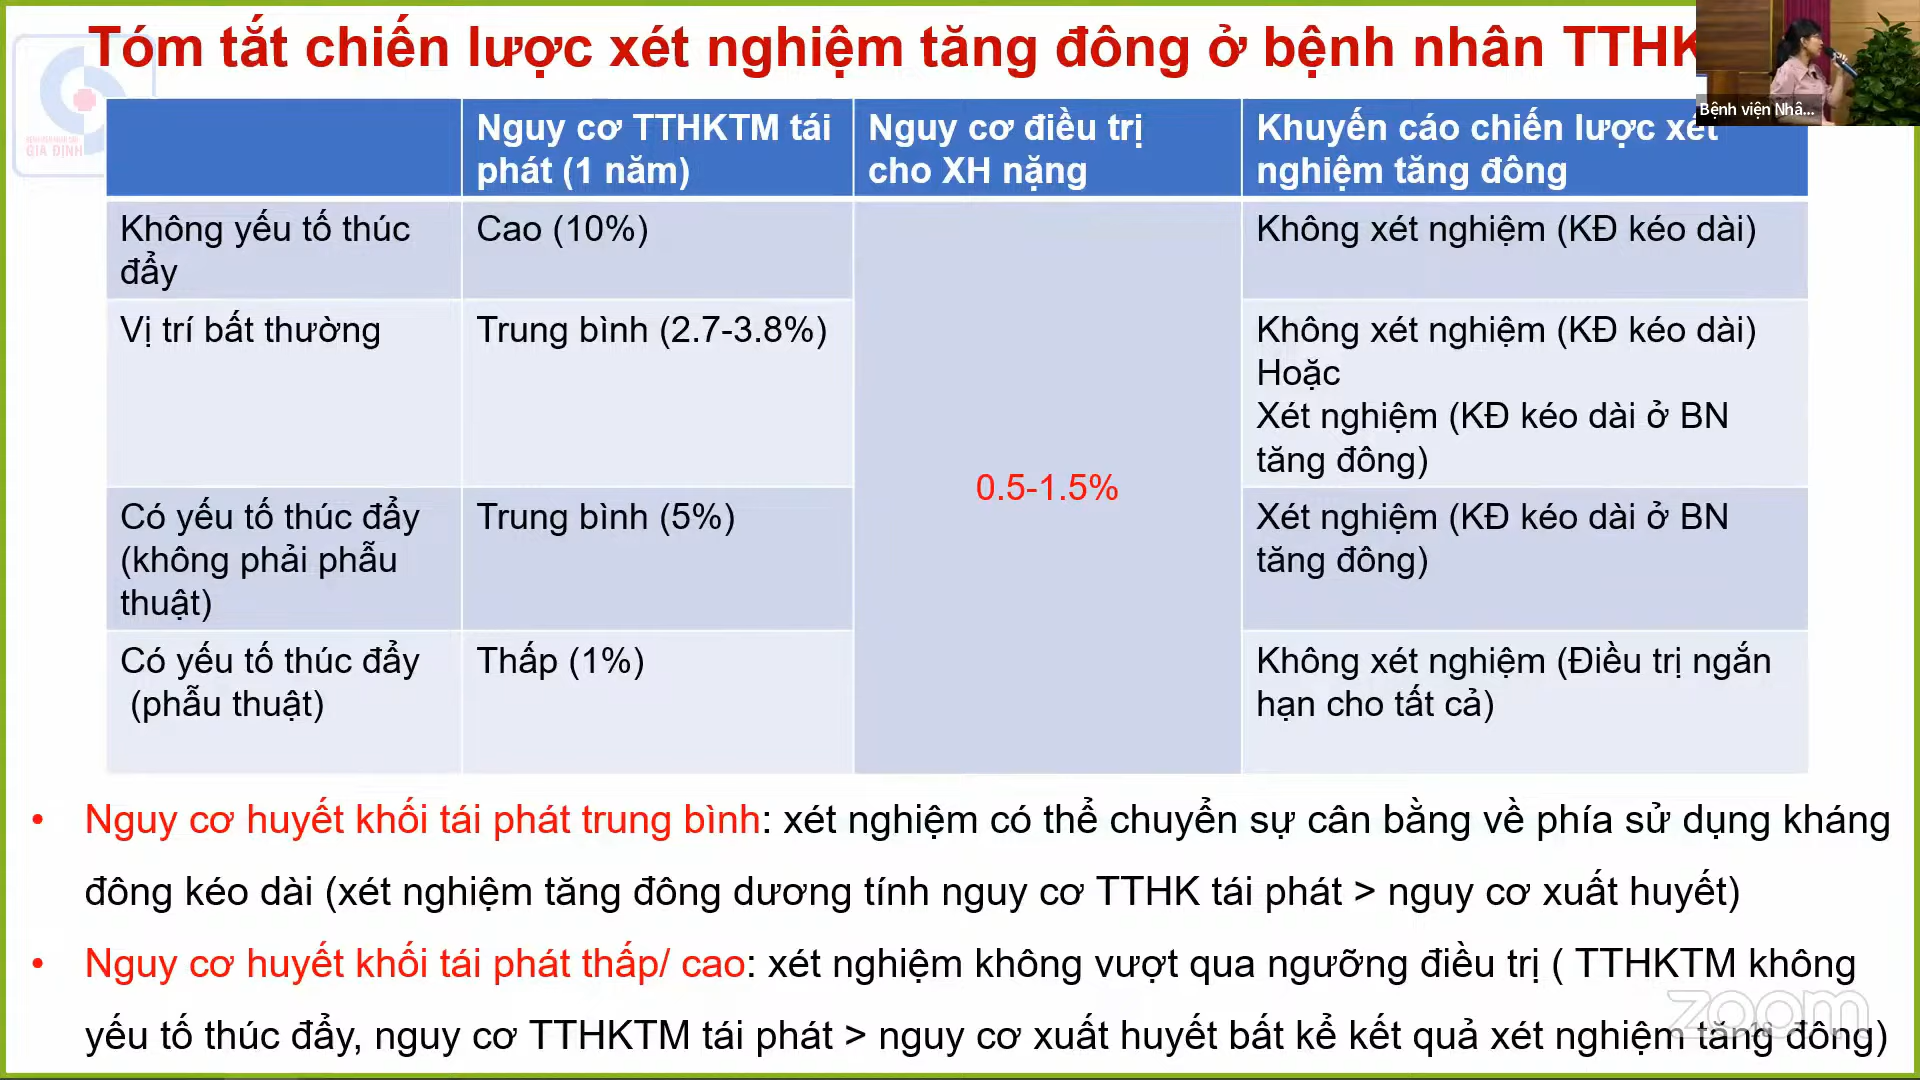 Tóm tắt chiến lược xét nghiệm tăng đông ở bệnh nhân TTHK
Bệnh viện Nhâ...
GIA ĐỊNH
Nguy cơ TTHKTM tái
phát (1 năm)
Nguy cơ điều trị
cho XH nặng
Khuyến cáo chiến lược xét
nghiệm tăng đông
Không yếu tố thúc
đẩy
Cao (10%)
Không xét nghiệm (KĐ kéo dài)
Vị trí bất thường
Trung bình (2.7-3.8%)
Không xét nghiệm (KĐ kéo dài)
Hoặc
Xét nghiệm (KĐ kéo dài ở BN
tăng đông)
0.5-1.5%
Có yếu tố thúc đẩy
(không phải phẫu
thuật)
Trung bình (5%)
Xét nghiệm (KĐ kéo dài ở BN
tăng đông)
Có yếu tố thúc đẩy
(phẫu thuật)
Thấp (1%)
Không xét nghiệm (Điều trị ngắn
hạn cho tất cả)
• Nguy cơ huyết khối tái phát trung bình: xét nghiệm có thể chuyển sự cân bằng về phía sử dụng kháng
đông kéo dài (xét nghiệm tăng đông dương tính nguy cơ TTHK tái phát > nguy cơ xuất huyết)
• Nguy cơ huyết khối tái phát thấp/ cao: xét nghiệm không vượt qua ngưỡng điều trị ( TTHKTM không
yếu tố thúc đẩy, nguy cơ TTHKTM tái phát > nguy cơ xuất huyết bất kể kết quả xét nghiệm tăng đông)
zoom